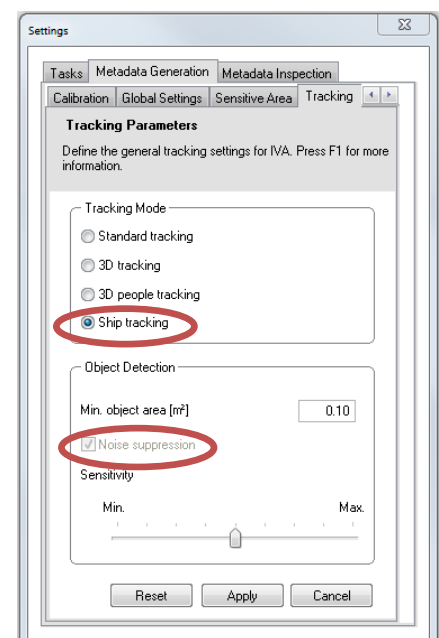 Settings
Tasks Metadata Generation Metadata Inspection
Calibration Global Settings Sensitive Area Tracking
Tracking Parameters
Define the general tracking settings for IVA. Press F1 for more
information.
Tracking Mode
Standard tracking
3D tracking
3D people tracking
Ship tracking
Object Detection
Min. object area [m²] 0.10
Noise suppression
Sensitivity
Min. Max.
Reset Apply Cancel